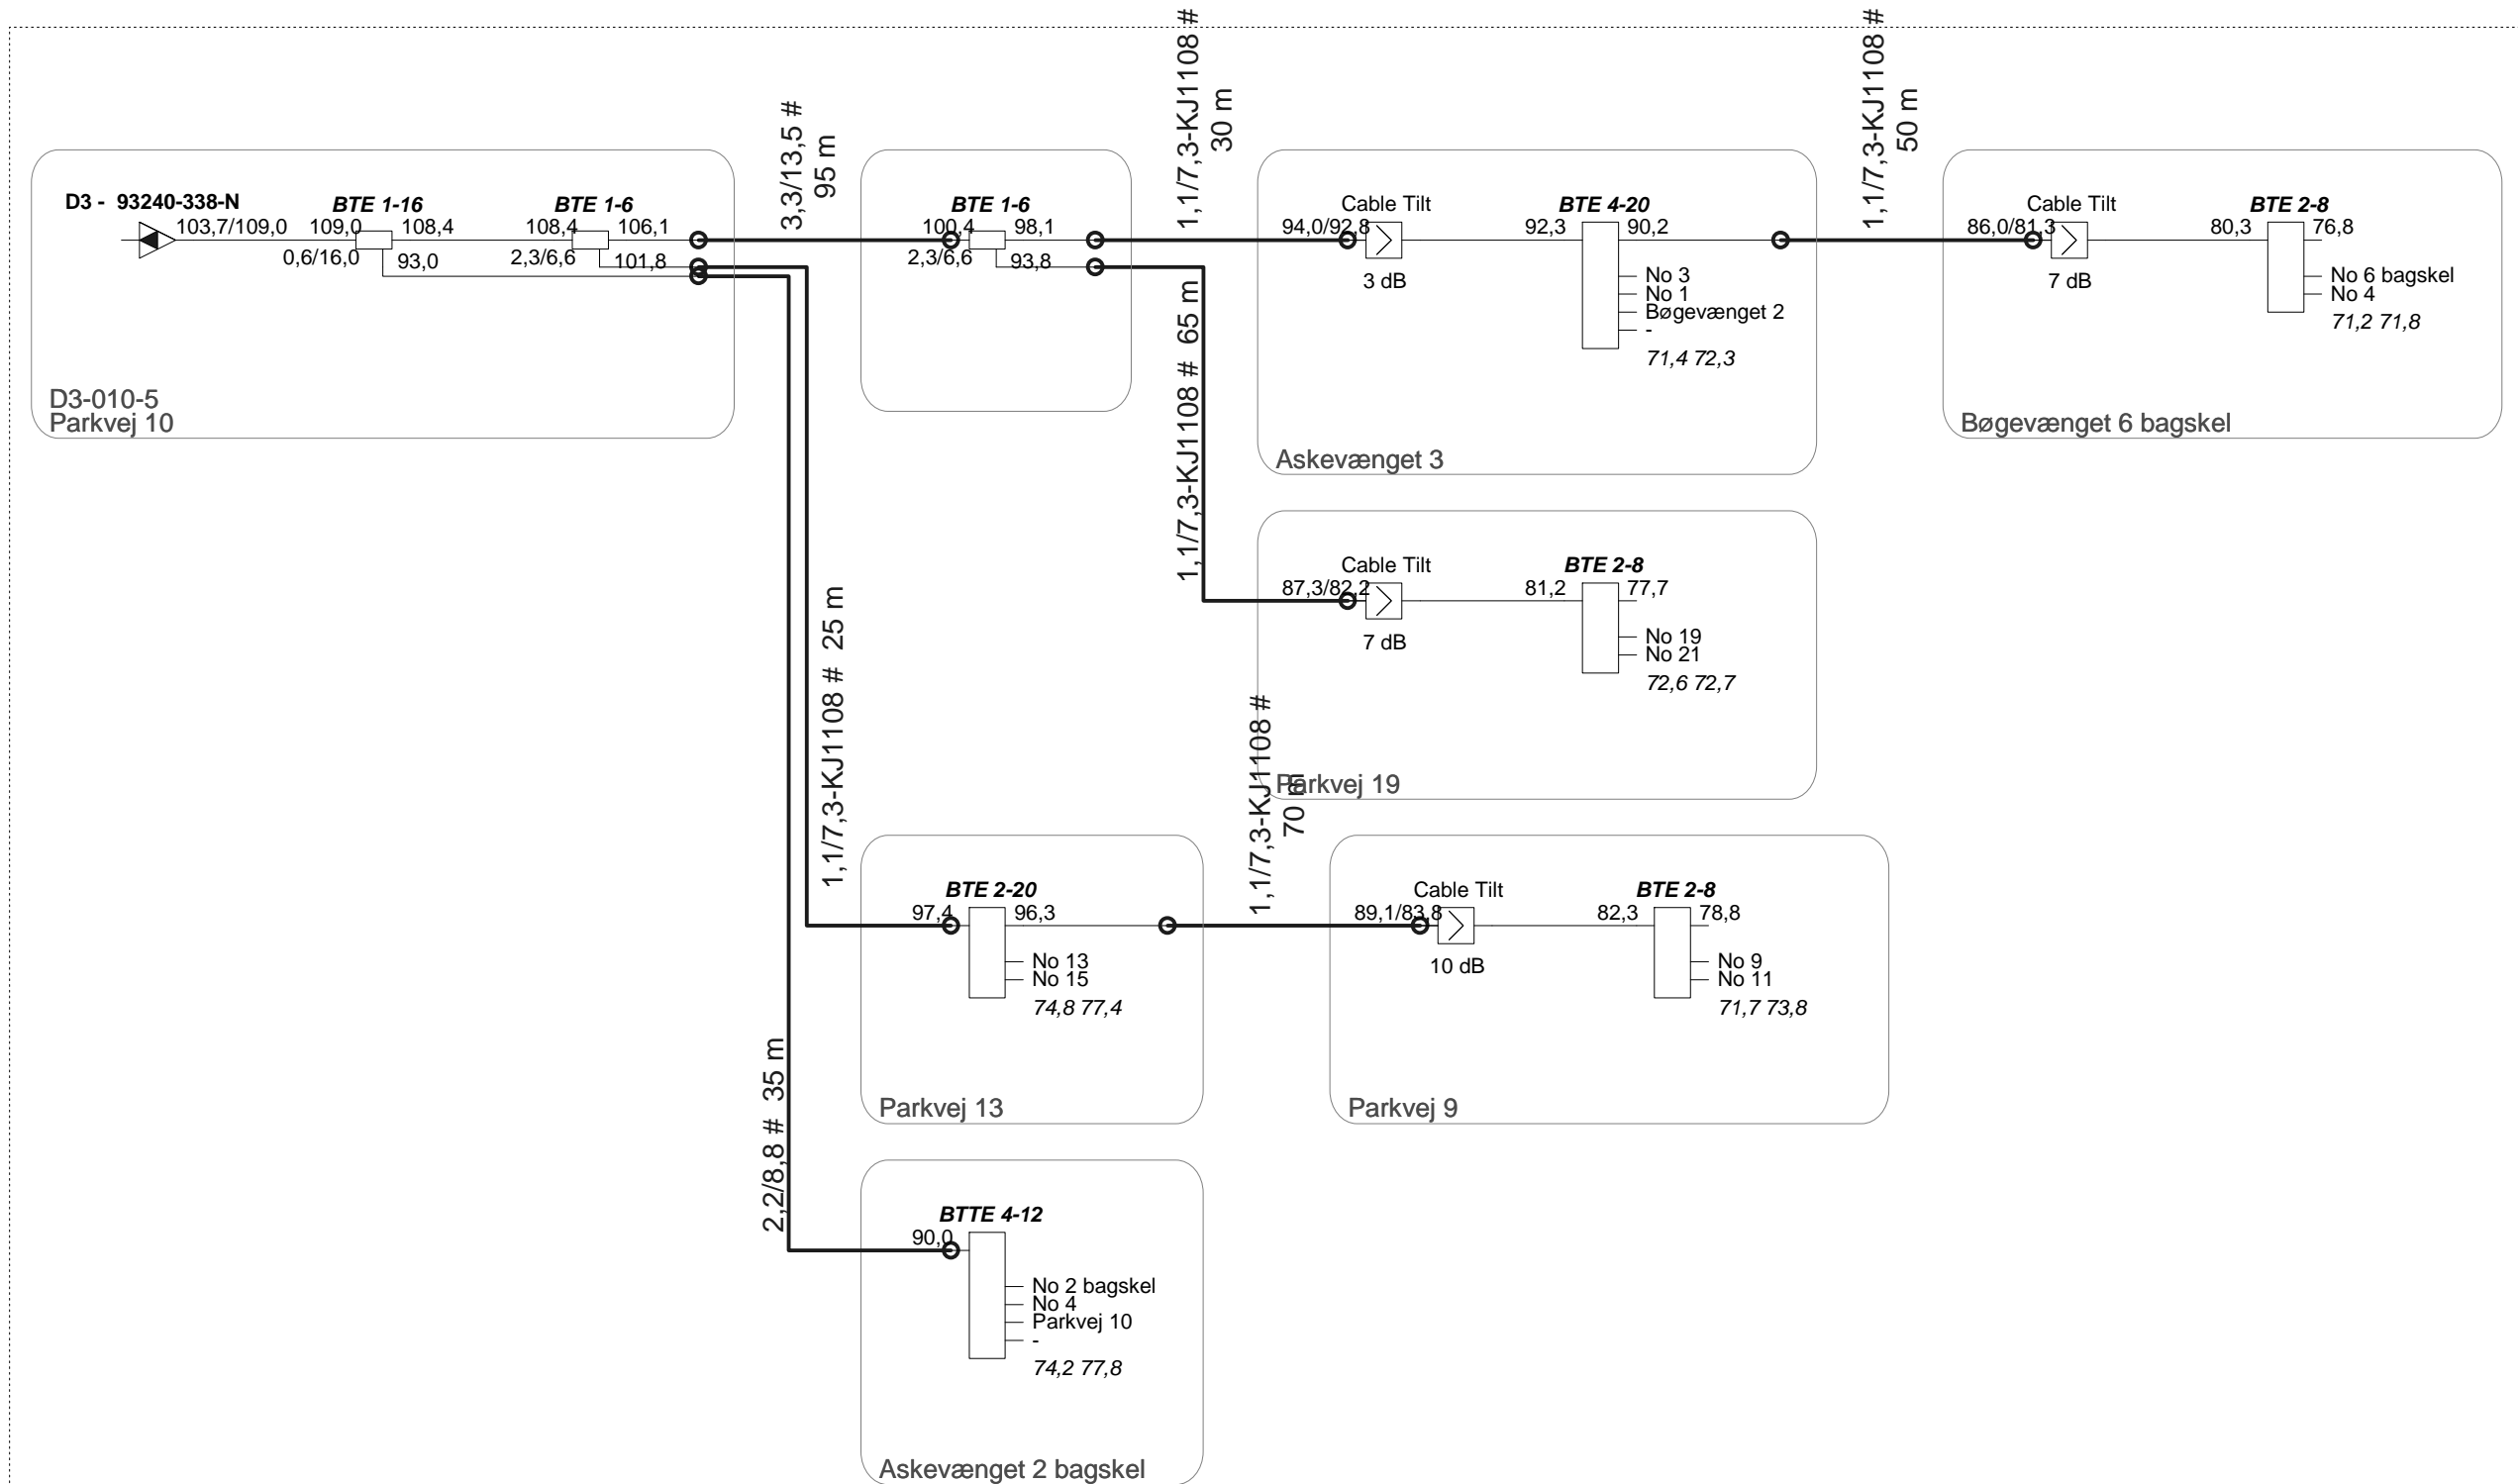 3,3/13,5 #
95 m
1,1/7,3-KJ1108 #
30 m
1,1/7,3-KJ1108 #
50 m
D3 - 93240-338-N
103,7/109,0
BTE 1-16
109,0
108,4
0,6/16,0
93,0
BTE 1-6
108,4
106,1
2,3/6,6
101,8
D3-010-5
Parkvej 10
BTE 1-6
100,4
98,1
2,3/6,6
93,8
Cable Tilt
94,0/92,8
3 dB
BTE 4-20
92,3
90,2
No 3
No 1
Bøgevænget 2
-
71,4 72,3
Askevænget 3
Cable Tilt
86,0/81,3
7 dB
BTE 2-8
80,3
76,8
No 6 bagskel
No 4
71,2 71,8
Bøgevænget 6 bagskel
1,1/7,3-KJ1108 # 65 m
Cable Tilt
87,3/82,2
7 dB
BTE 2-8
81,2
77,7
No 19
No 21
72,6 72,7
Parkvej 19
1,1/7,3-KJ1108 # 25 m
1,1/7,3-KJ1108 #
70 m
BTE 2-20
97,4
96,3
No 13
No 15
74,8 77,4
Parkvej 13
Cable Tilt
89,1/83,8
10 dB
BTE 2-8
82,3
78,8
No 9
No 11
71,7 73,8
Parkvej 9
2,2/8,8 # 35 m
BTTE 4-12
90,0
No 2 bagskel
No 4
Parkvej 10
-
74,2 77,8
Askevænget 2 bagskel